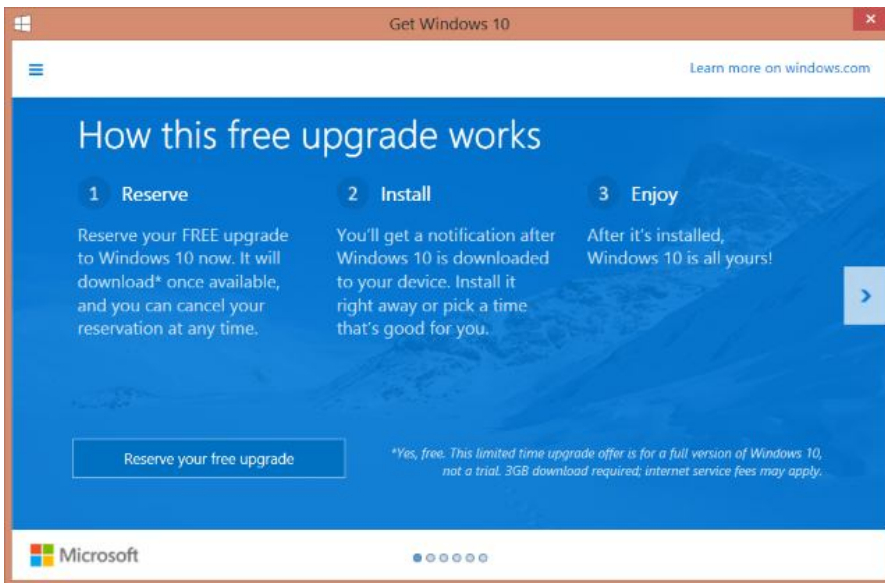 Get Windows 10
Learn more on windows.com
How this free upgrade works
1 Reserve
Reserve your FREE upgrade
to Windows 10 now. It will
download* once available,
and you can cancel your
reservation at any time.
2 Install
You'll get a notification after
Windows 10 is downloaded
to your device. Install it
right away or pick a time
that's good for you.
3 Enjoy
After it's installed,
Windows 10 is all yours!
Reserve your free upgrade
*Yes, free. This limited time upgrade offer is for a full version of Windows 10,
not a trial. 3GB download required; internet service fees may apply.
Microsoft